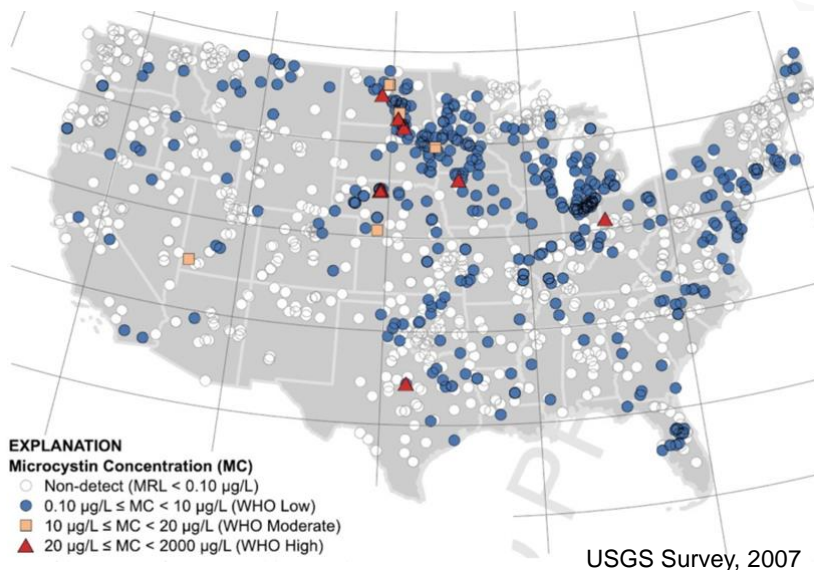 EXPLANATION
Microcystin Concentration (MC)
Non-detect (MRL < 0.10 µg/L)
0.10 µg/L ≤ MC < 10 µg/L (WHO Low)
10 µg/L ≤ MC < 20 µg/L (WHO Moderate)
20 µg/L ≤ MC < 2000 µg/L (WHO High)
USGS Survey, 2007